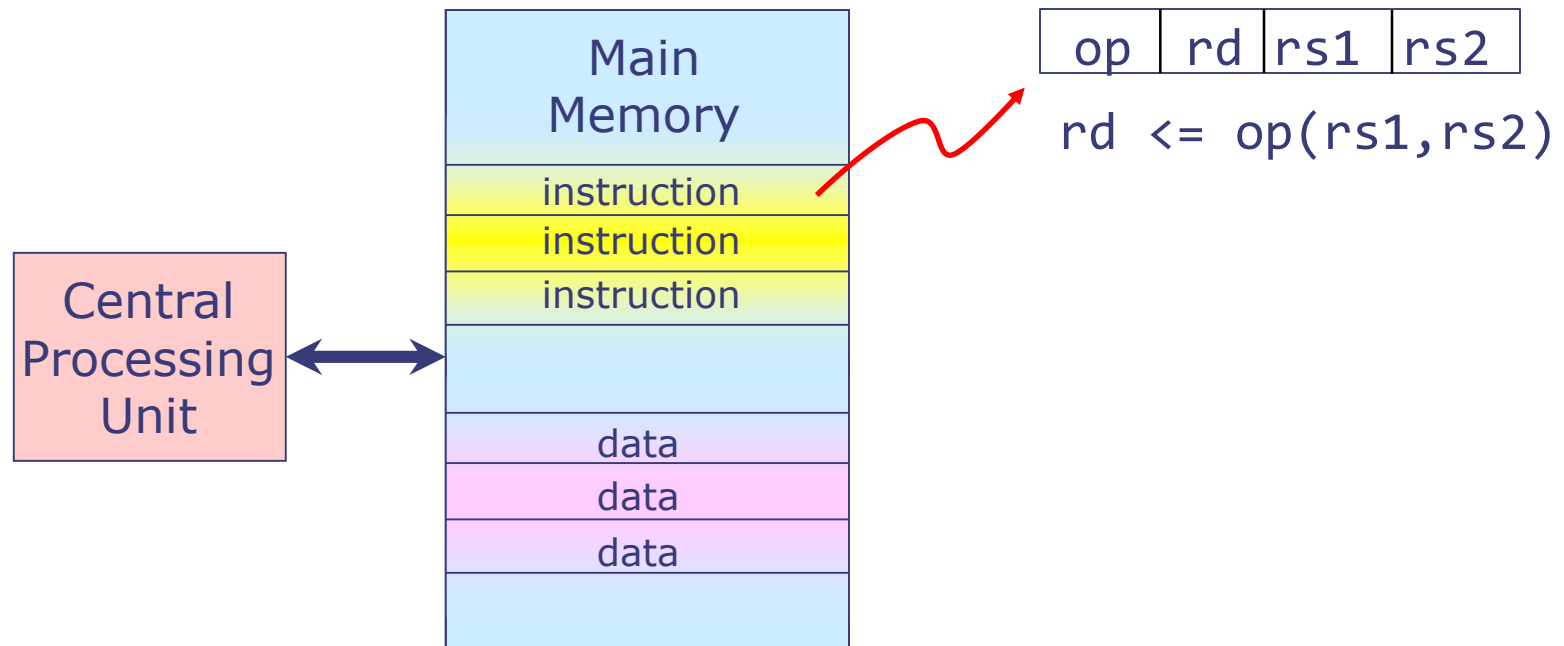 Main
Memory
instruction
instruction
instruction
data
data
data
Central
Processing
Unit
op rd rs1 rs2
rd <= op(rs1,rs2)